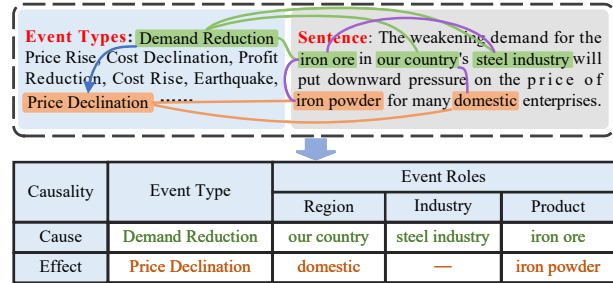 Event Types: Demand Reduction
Price Rise, Cost Declination, Profit
Reduction, Cost Rise, Earthquake,
Price Declination ······
Sentence: The weakening demand for the
iron ore in our country's steel industry will
put downward pressure on the price of
iron powder for many domestic enterprises.
Causality Event Type Event Roles
Region Industry Product
Cause Demand Reduction our country steel industry iron ore
Effect Price Declination domestic — iron powder